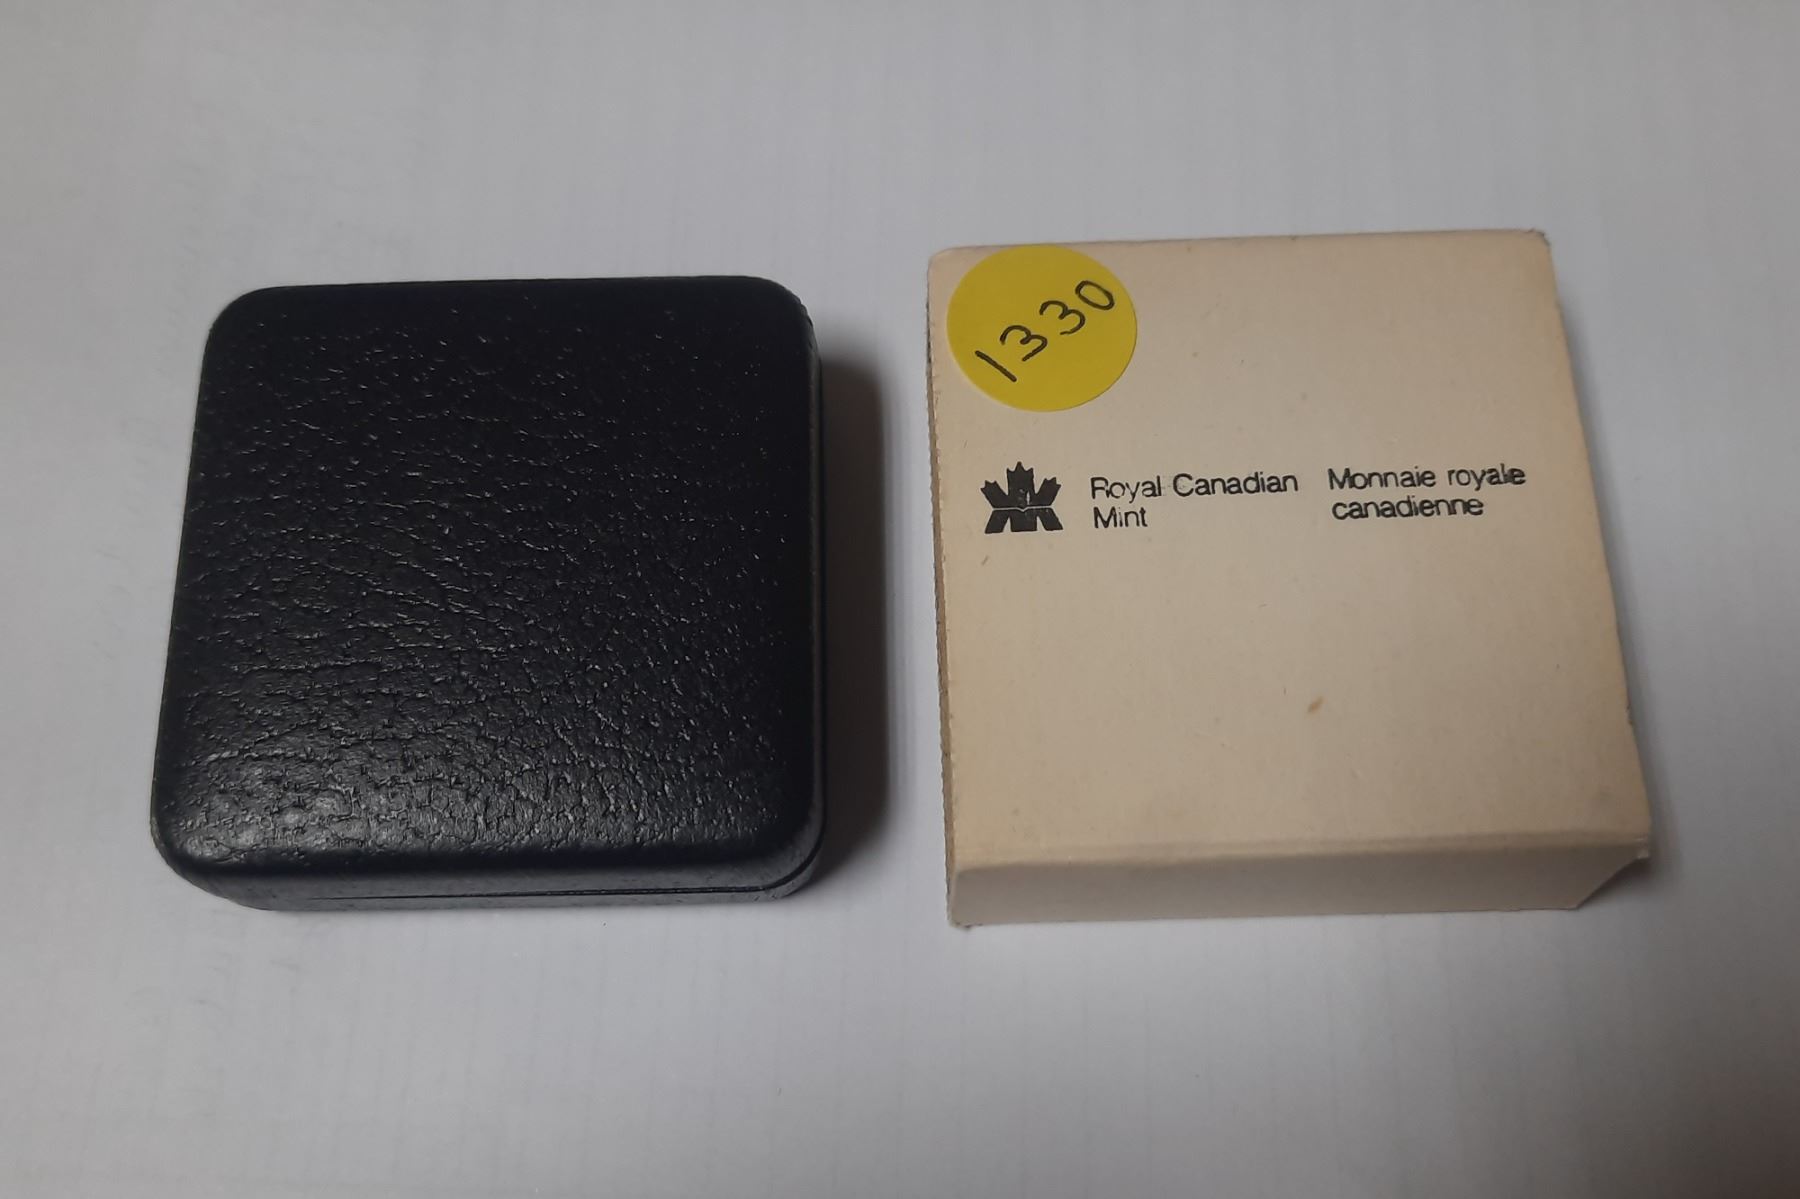 1330
Royal Canadian
Mint
Monnaie royale
canadienne